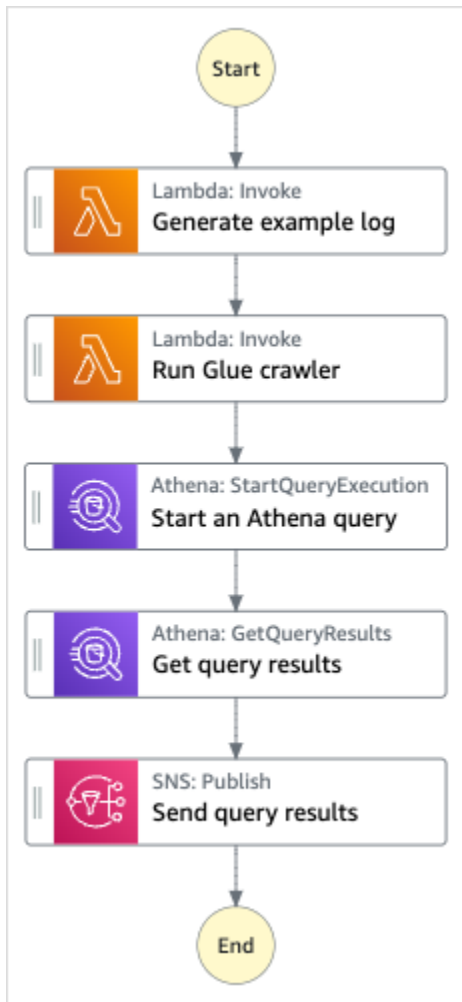 Start
Lambda: Invoke
Generate example log
Lambda: Invoke
Run Glue crawler
Athena: StartQueryExecution
Start an Athena query
Athena: GetQueryResults
Get query results
SNS: Publish
Send query results
End